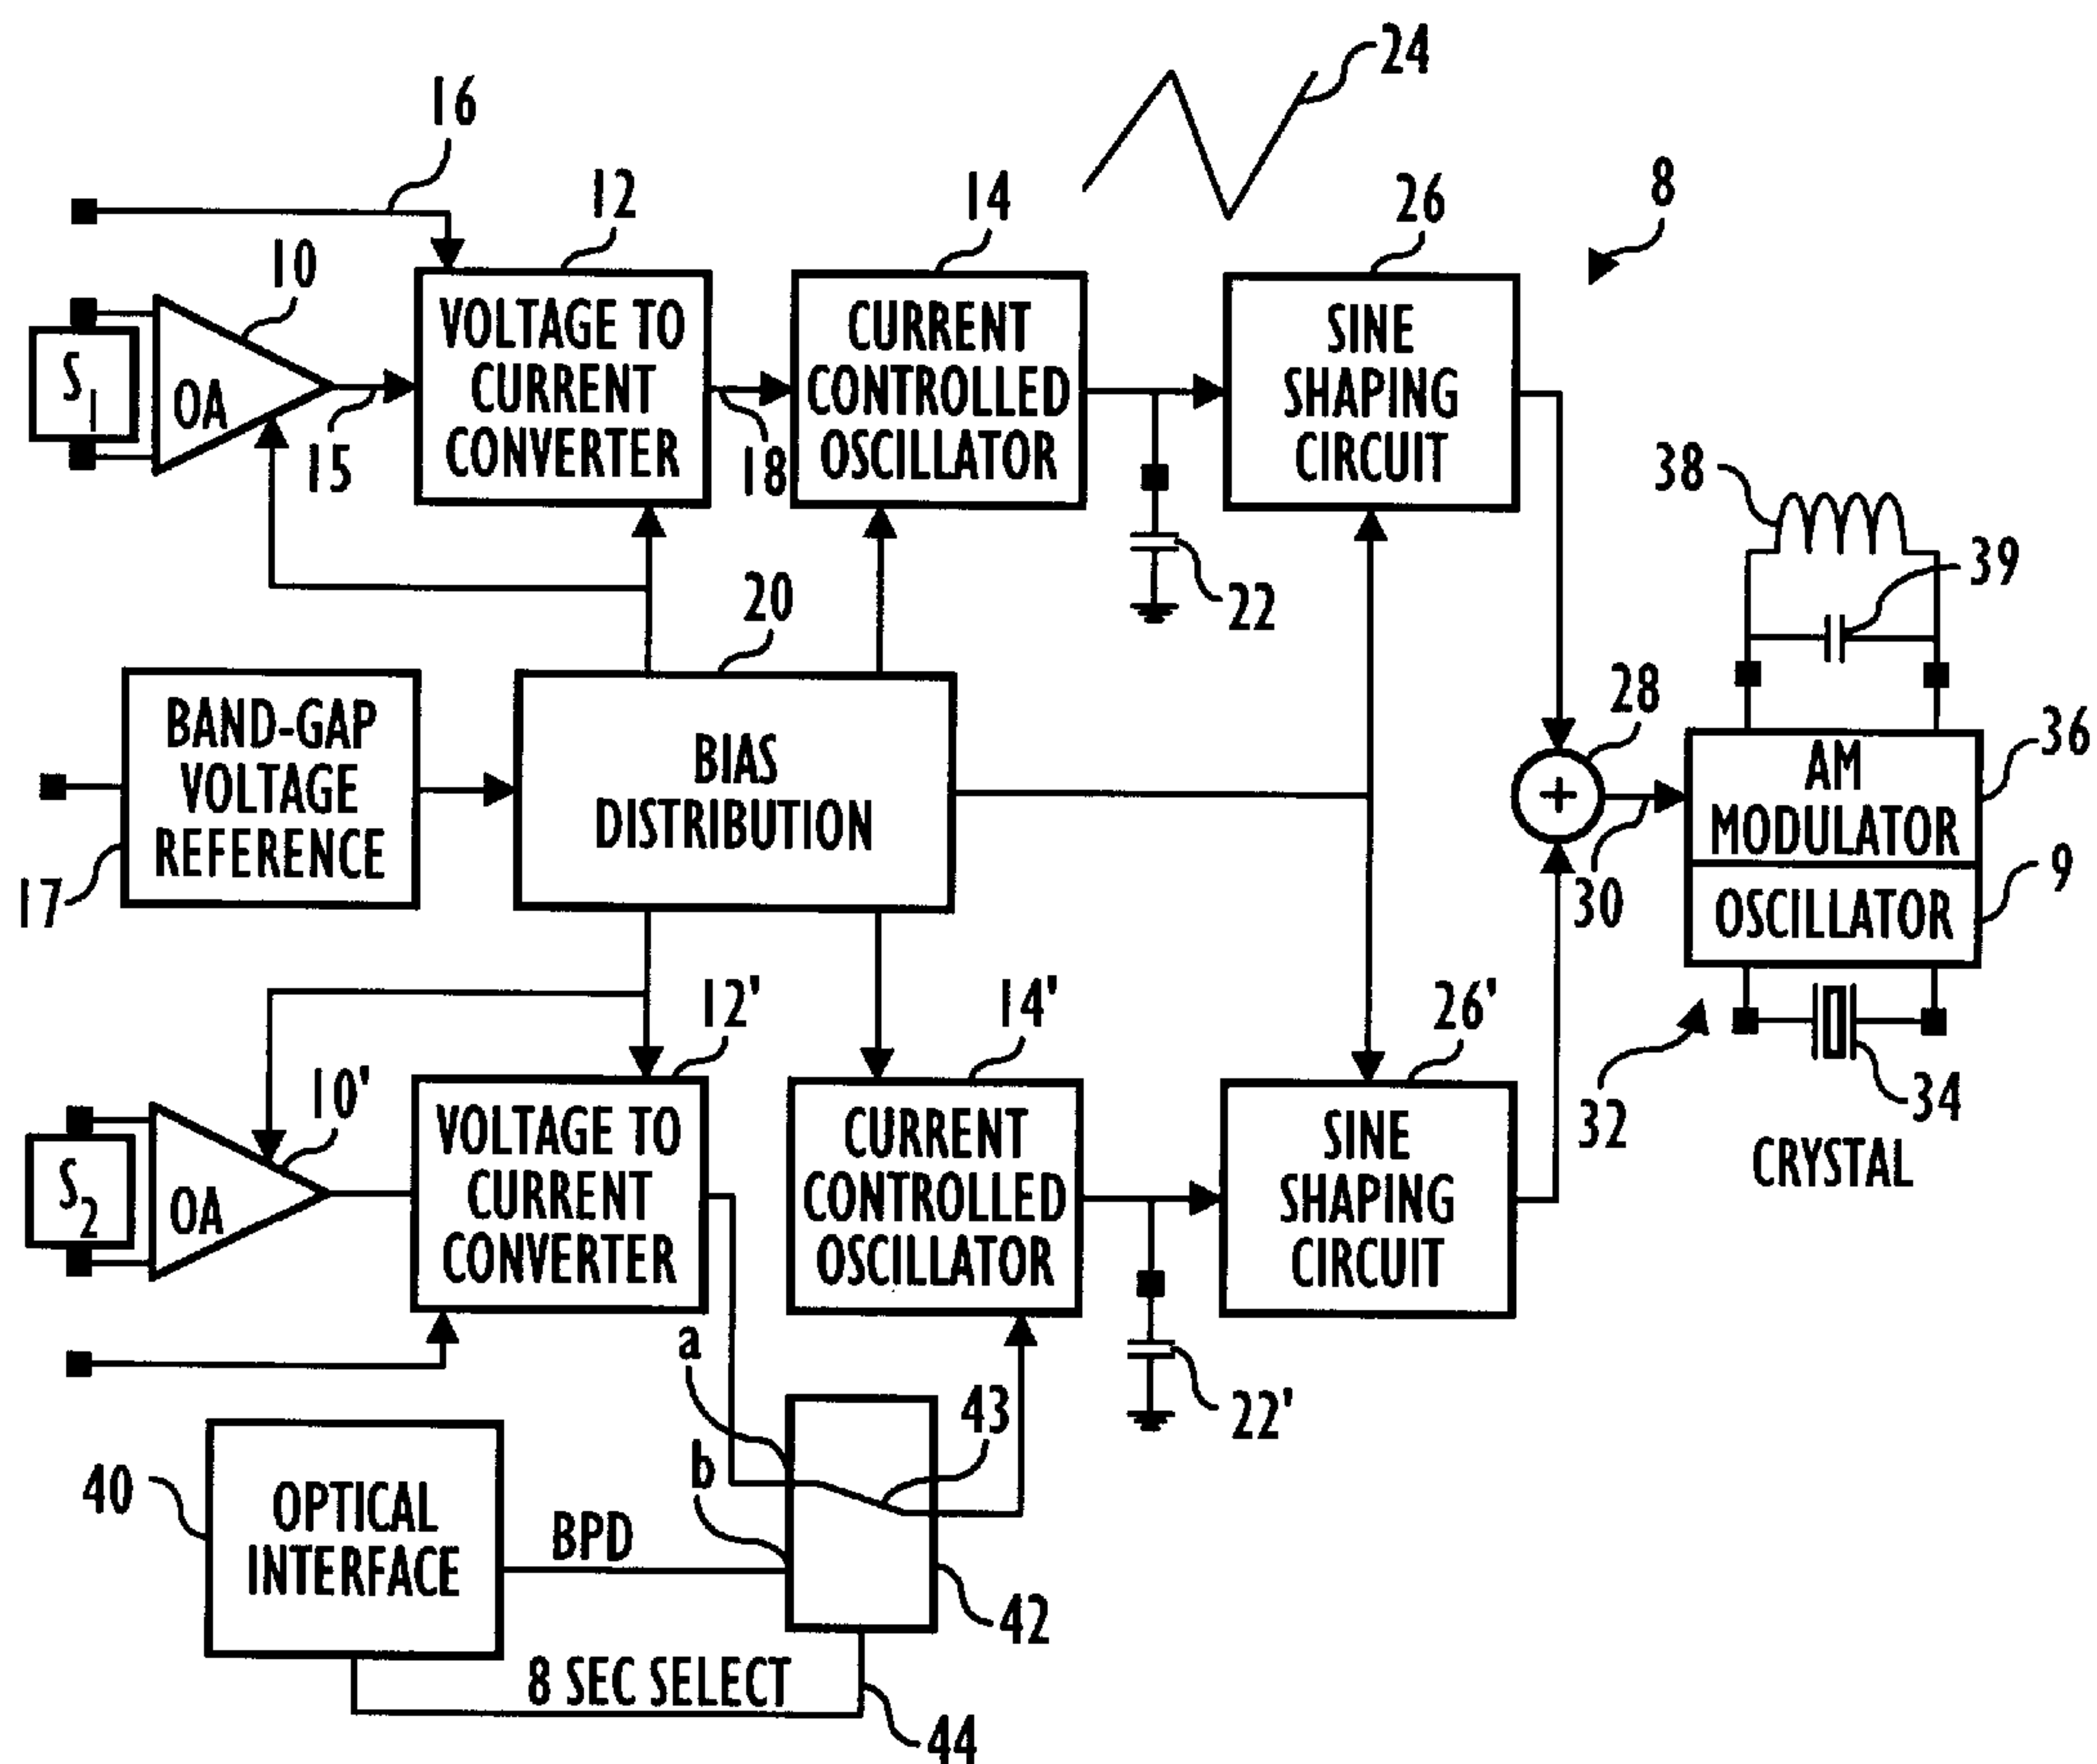 24
16
12
14
26
8
10
VOLTAGE TO
CURRENT
CONVERTER
CURRENT
CONTROLLED
OSCILLATOR
SINE
SHAPING
CIRCUIT
S1
OA
15
18
38
39
20
22
28
BAND-GAP
VOLTAGE
REFERENCE
BIAS
DISTRIBUTION
+
AM
MODULATOR
36
17
30
OSCILLATOR
9
12'
14'
26'
10'
32
34
CRYSTAL
S2
OA
VOLTAGE TO
CURRENT
CONVERTER
CURRENT
CONTROLLED
OSCILLATOR
SINE
SHAPING
CIRCUIT
a
43
22'
b
40
OPTICAL
INTERFACE
BPD
42
8 SEC SELECT
44